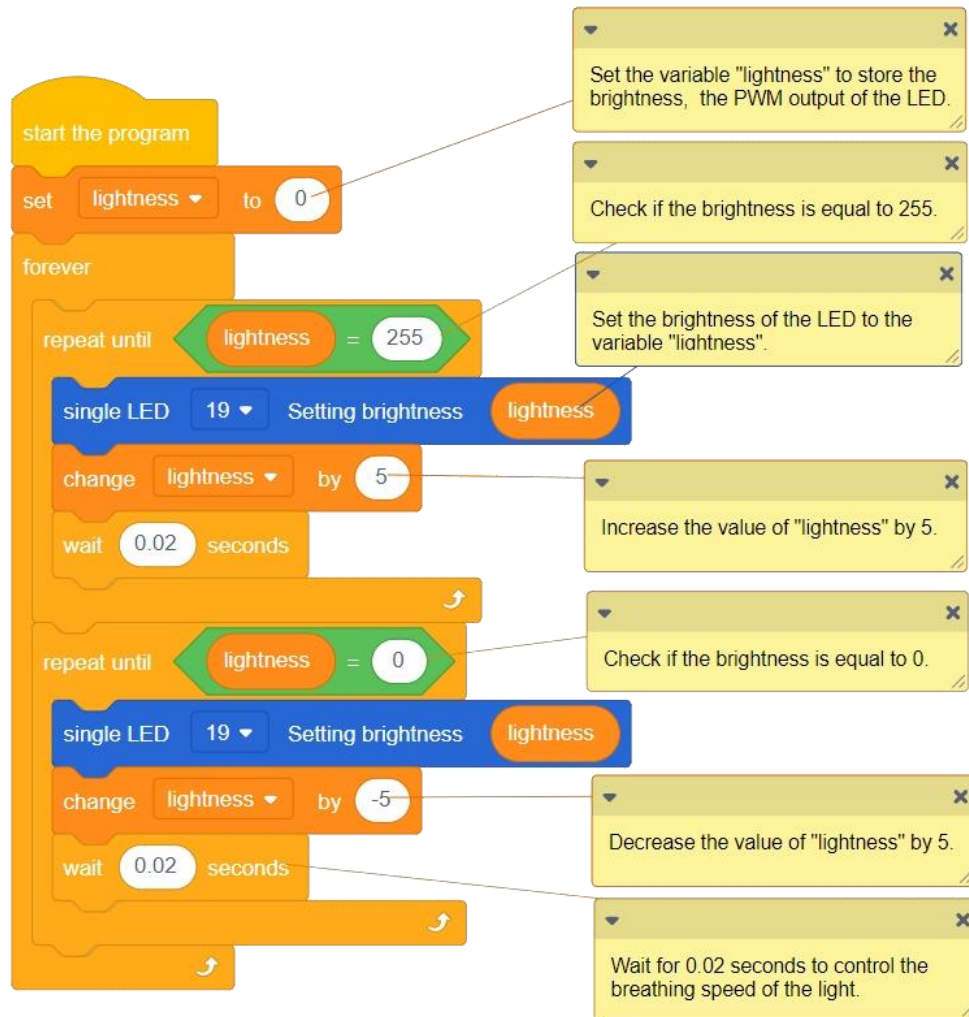 start the program
set lightness to 0
forever
repeat until lightness = 255
single LED 19 Setting brightness lightness
change lightness by 5
wait 0.02 seconds
repeat until lightness = 0
single LED 19 Setting brightness lightness
change lightness by -5
wait 0.02 seconds
Set the variable "lightness" to store the
brightness, the PWM output of the LED.
Check if the brightness is equal to 255.
Set the brightness of the LED to the
variable "lightness".
Increase the value of "lightness" by 5.
Check if the brightness is equal to 0.
Decrease the value of "lightness" by 5.
Wait for 0.02 seconds to control the
breathing speed of the light.